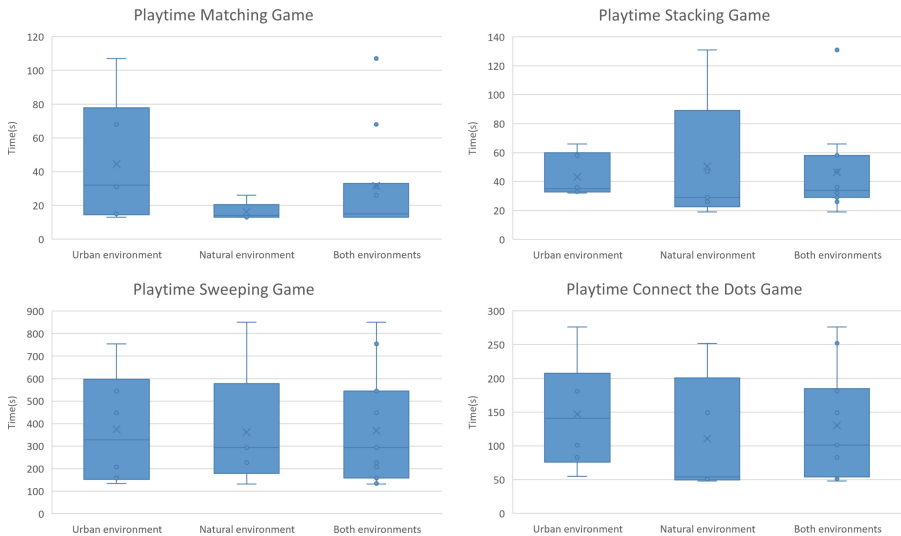 Playtime Matching Game
120
100
80
60
40
20
0
Time(s)
Urban environment
Natural environment
Both environments
Playtime Stacking Game
140
120
100
80
60
40
20
0
Time(s)
Urban environment
Natural environment
Both environments
Playtime Sweeping Game
900
800
700
600
500
400
300
200
100
0
Time(s)
Urban environment
Natural environment
Both environments
Playtime Connect the Dots Game
300
250
200
150
100
50
0
Time(s)
Urban environment
Natural environment
Both environments